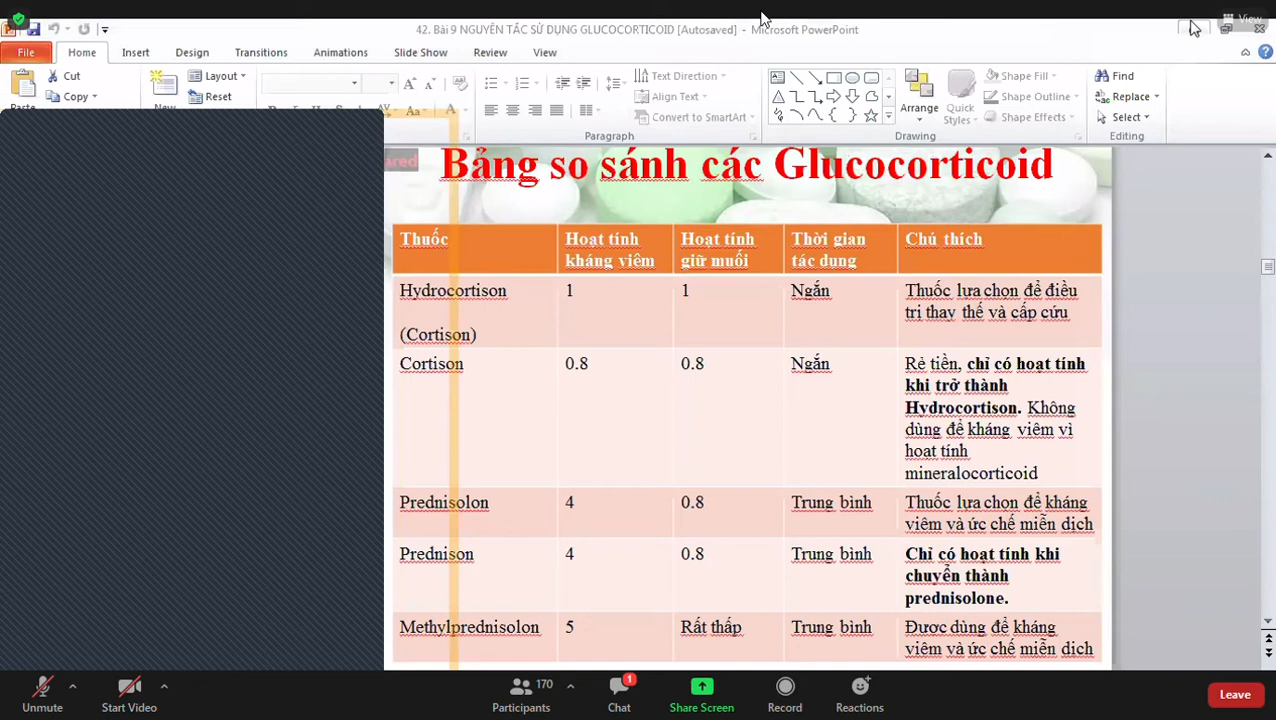 View
42. Bài 9 NGUYÊN TẮC SỬ DỤNG GLUCOCORTICOID [Autosaved] - Microsoft PowerPoint
File Home Insert Design Transitions Animations Slide Show Review View
Cut Layout Text Direction Shape Fill Find
Copy Reset Align Text Arrange Quick Styles Shape Outline Replace
Paste New Convert to SmartArt Shape Effects Select
Paragraph Drawing Editing
ared
Bảng so sánh các Glucocorticoid
Thuốc
Hoạt tính
kháng viêm
Hoạt tính
giữ muối
Thời gian
tác dụng
Chú thích
Hydrocortison
(Cortison)
1
1
Ngắn
Thuốc lựa chọn để điều
trị thay thế và cấp cứu
Cortison
0.8
0.8
Ngắn
Rẻ tiền, chỉ có hoạt tính
khi trở thành
Hydrocortison. Không
dùng để kháng viêm vì
hoạt tính
mineralocorticoid
Prednisolon
4
0.8
Trung bình
Thuốc lựa chọn để kháng
viêm và ức chế miễn dịch
Prednison
4
0.8
Trung bình
Chỉ có hoạt tính khi
chuyển thành
prednisolone.
Methylprednisolon
5
Rất thấp
Trung bình
Được dùng để kháng
viêm và ức chế miễn dịch
170
1
Unmute Start Video Participants Chat Share Screen Record Reactions Leave